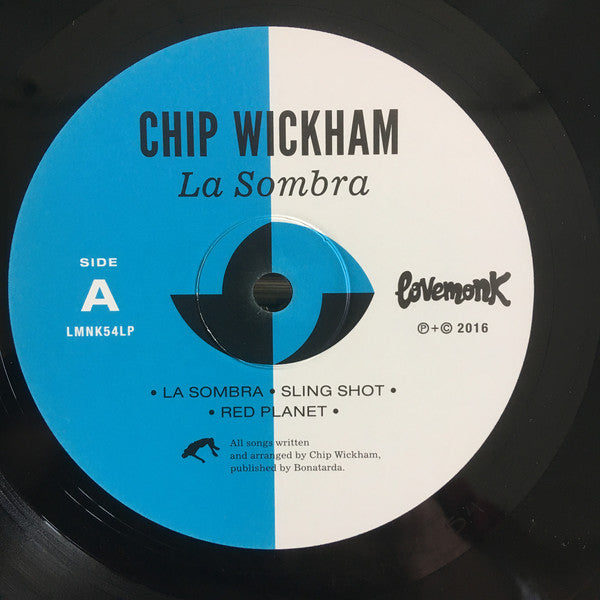 CHIP WICKHAM
La Sombra
SIDE
A
LMNK54LP
lovemonk
℗+© 2016
• LA SOMBRA • SLING SHOT •
• RED PLANET •
All songs written
and arranged by Chip Wickham,
published by Bonatarda.